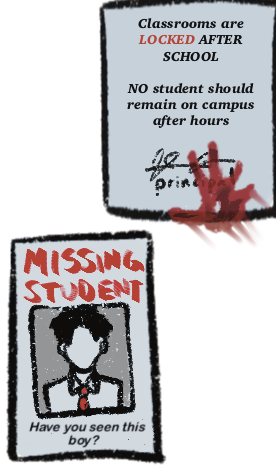 Classrooms are
LOCKED AFTER
SCHOOL
NO student should
remain on campus
after hours
principal
MISSING
STUDENT
Have you seen this
boy?